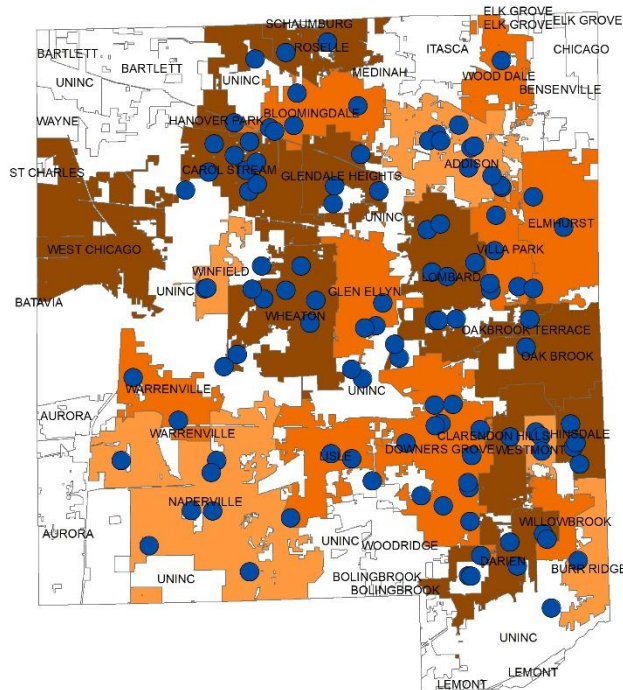 SCHAUMBURG
ELK GROVE
ELK GROVE
ELK GROVE
ROSELLE
ITASCA
CHICAGO
BARTLETT
BARTLETT
UNINC
UNINC
MEDINAH
WOOD DALE
BENSENVILLE
WAYNE
HANOVER PARK
BLOOMINGDALE
ST CHARLES
CAROL STREAM
GLENDALE HEIGHTS
ADDISON
UNINC
ELMHURST
WEST CHICAGO
VILLA PARK
WINFIELD
LOMBARD
BATAVIA
UNINC
GLEN ELLYN
WHEATON
OAKBROOK TERRACE
OAK BROOK
WARRENVILLE
UNINC
AURORA
WARRENVILLE
CLARENDON HILLS
HINSDALE
LISLE
DOWNERS GROVE
WESTMONT
NAPERVILLE
WILLOWBROOK
AURORA
UNINC
WOODRIDGE
DARIEN
BURR RIDGE
UNINC
BOLINGBROOK
BOLINGBROOK
UNINC
LEMONT
LEMONT